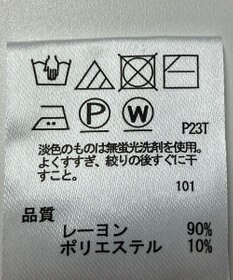 P W
P23T
淡色のものは無蛍光洗剤を使用。
よくすすぎ、絞りの後すぐに干
すこと。
101
品質
レーヨン 90%
ポリエステル 10%